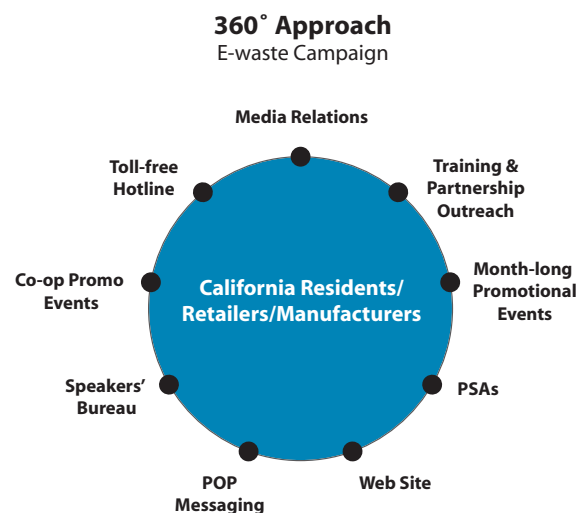 360˚ Approach
E-waste Campaign
Media Relations
Toll-free
Hotline
Training &
Partnership
Outreach
Co-op Promo
Events
California Residents/
Retailers/Manufacturers
Month-long
Promotional
Events
Speakers’
Bureau
PSAs
POP
Messaging
Web Site